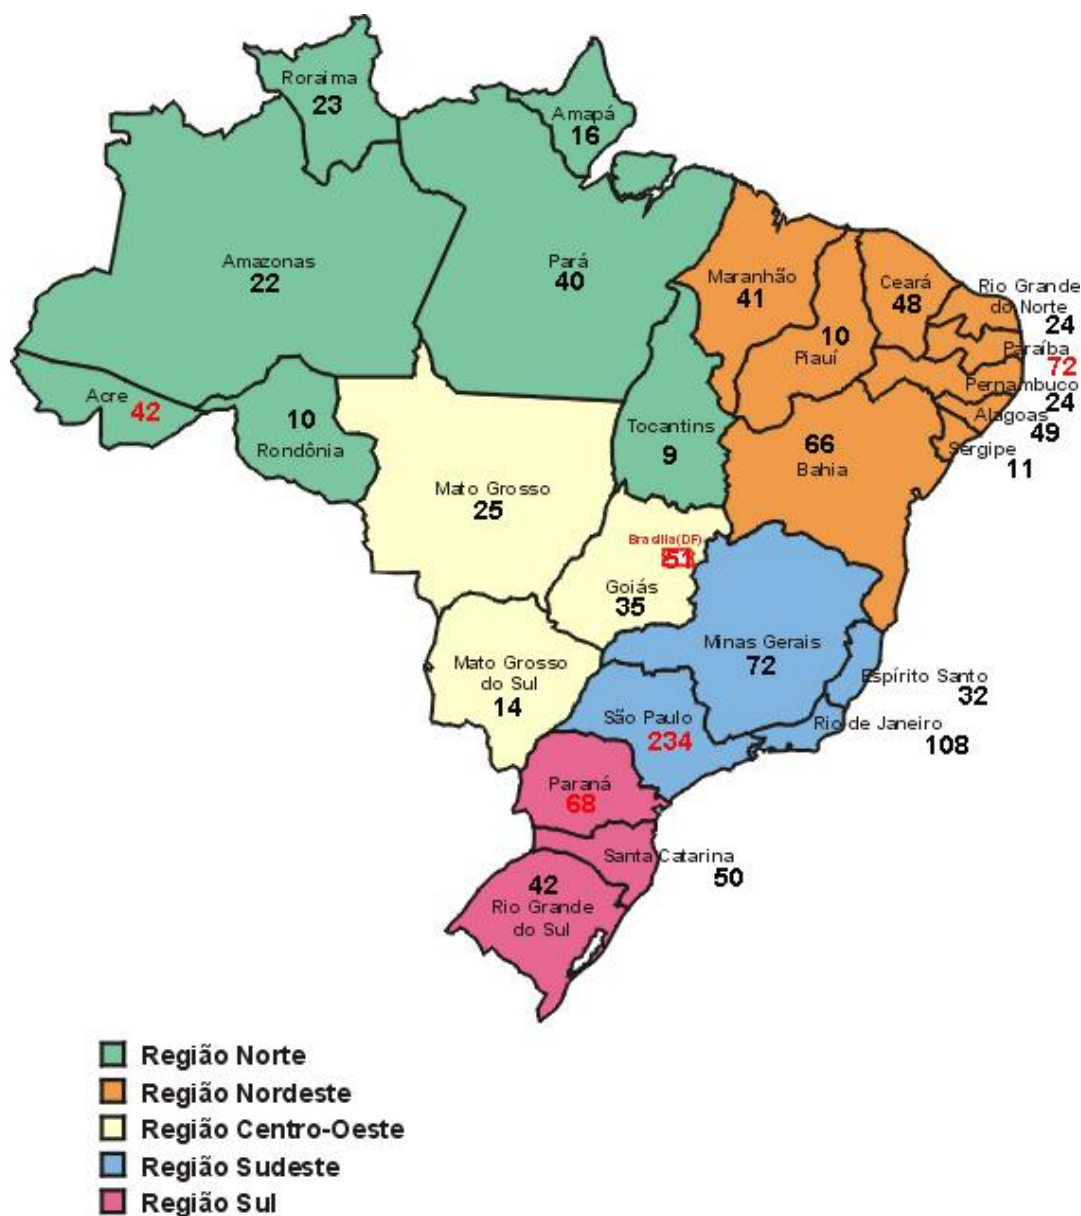 Roraima
23
Amapá
16
Amazonas
22
Pará
40
Maranhão
41
Ceará
48
Rio Grande
do Norte
24
10
Piauí
Paraíba
72
Pernambuco
24
Alagoas
49
Sergipe
11
Acre
42
10
Rondônia
Tocantins
9
66
Bahia
Mato Grosso
25
Brasília(DF)
Goiás
35
Minas Gerais
72
Mato Grosso
do Sul
14
Espírito Santo
32
São Paulo
234
Rio de Janeiro
108
Paraná
68
Santa Catarina
50
42
Rio Grande
do Sul
Região Norte
Região Nordeste
Região Centro-Oeste
Região Sudeste
Região Sul